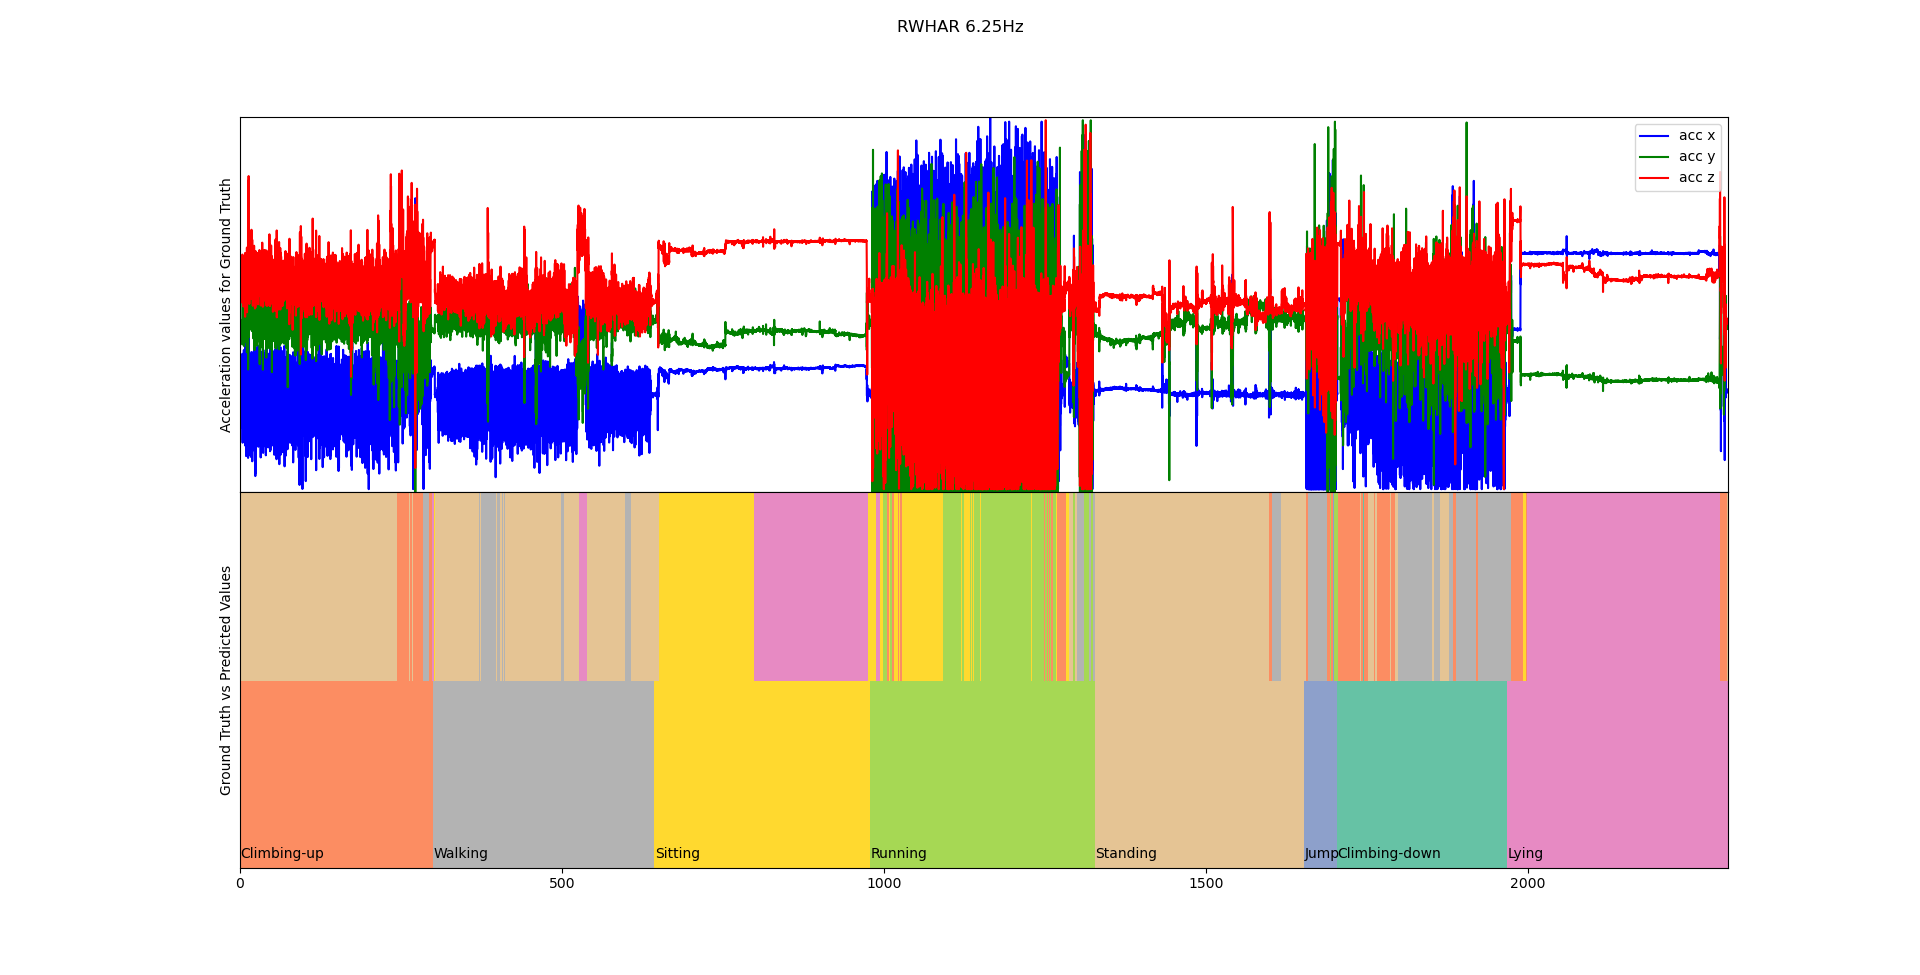 RWHAR 6.25Hz
acc x
acc y
acc z
Acceleration values for Ground Truth
Ground Truth vs Predicted Values
Climbing-up
Walking
Sitting
Running
Standing
Jump
Climbing-down
Lying
0
500
1000
1500
2000